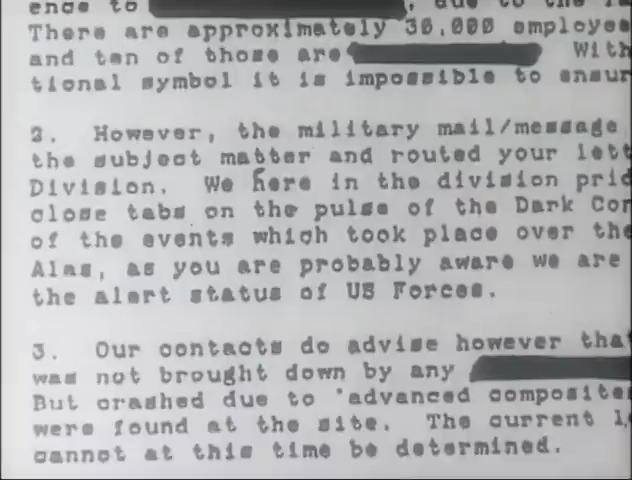 ence to , due to the
There are approximately 30,000 employee
and ten of those are With
tional symbol it is impossible to ensur
2. However, the military mail/message
the subject matter and routed your lett
Division. We here in the division prid
close tabs on the pulse of the Dark Cor
of the events which took place over the
Alas, as you are probably aware we are
the alert status of US Forces.
3. Our contacts do advise however tha
was not brought down by any
But crashed due to "advanced composite
were found at the site. The current l
cannot at this time be determined.